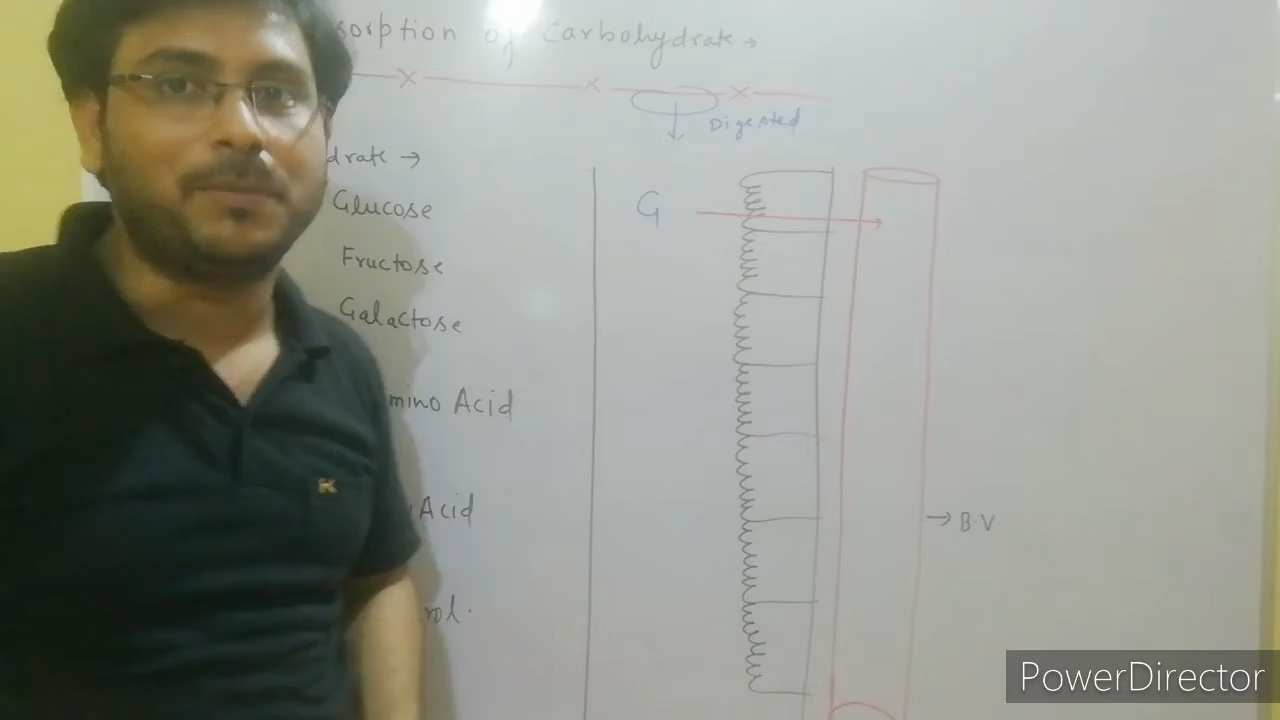 sorption of Carbohydrate →
Digested
drate →
Glucose
Fructose
Galactose
mino Acid
Acid
rol.
G
→ B.V
K
PowerDirector